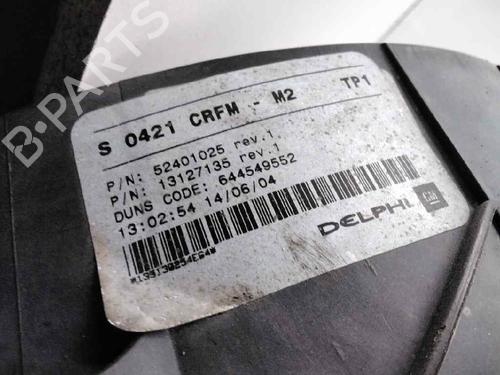 B-PARTS
S 0421 CRFM - M2 TP1
P/N: 52401025 rev.1
P/N: 13127135 rev.1
DUNS CODE: 644549552
13:02:54 14/06/04
DELPHI GM